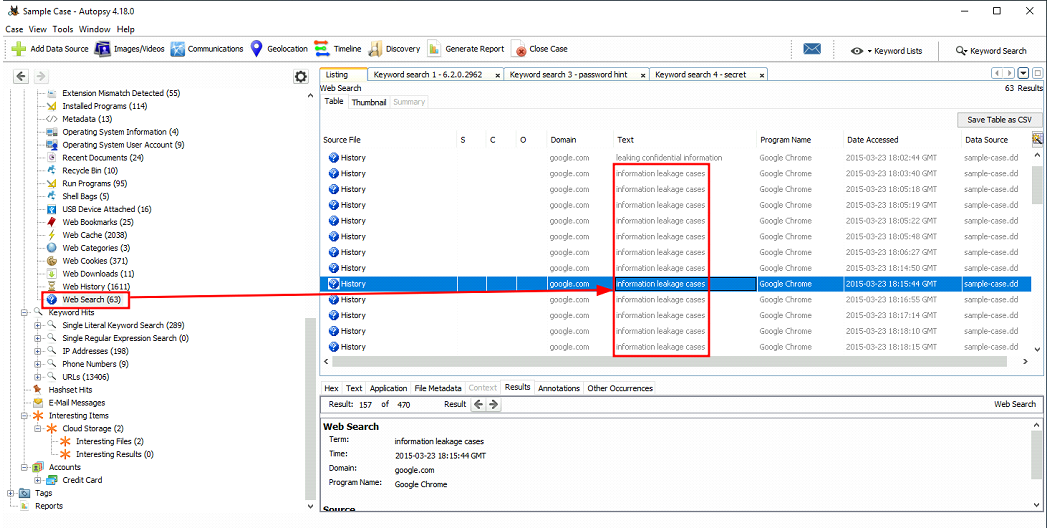 Sample Case - Autopsy 4.18.0
Case View Tools Window Help
Add Data Source Images/Videos Communications Geolocation Timeline Discovery Generate Report Close Case Keyword Lists Keyword Search
Extension Mismatch Detected (55)
Installed Programs (114)
Metadata (13)
Operating System Information (4)
Operating System User Account (9)
Recent Documents (24)
Recycle Bin (10)
Run Programs (95)
Shell Bags (5)
USB Device Attached (16)
Web Bookmarks (25)
Web Cache (2038)
Web Categories (3)
Web Cookies (371)
Web Downloads (11)
Web History (1611)
Web Search (63)
Keyword Hits
Single Literal Keyword Search (289)
Single Regular Expression Search (0)
IP Addresses (198)
Phone Numbers (9)
URLs (13406)
Hashset Hits
E-Mail Messages
Interesting Items
Cloud Storage (2)
Interesting Files (2)
Interesting Results (0)
Accounts
Credit Card
Tags
Reports
Listing Keyword search 1 - 6.2.0.2962 x Keyword search 3 - password hint x Keyword search 4 - secret x
Web Search 63 Results
Table Thumbnail Summary
Save Table as CSV
Source File S C O Domain Text Program Name Date Accessed Data Source
History google.com leaking confidential information Google Chrome 2015-03-23 18:02:44 GMT sample-case.dd
History google.com information leakage cases Google Chrome 2015-03-23 18:03:40 GMT sample-case.dd
History google.com information leakage cases Google Chrome 2015-03-23 18:05:18 GMT sample-case.dd
History google.com information leakage cases Google Chrome 2015-03-23 18:05:19 GMT sample-case.dd
History google.com information leakage cases Google Chrome 2015-03-23 18:05:22 GMT sample-case.dd
History google.com information leakage cases Google Chrome 2015-03-23 18:05:48 GMT sample-case.dd
History google.com information leakage cases Google Chrome 2015-03-23 18:06:27 GMT sample-case.dd
History google.com information leakage cases Google Chrome 2015-03-23 18:14:50 GMT sample-case.dd
History google.com information leakage cases Google Chrome 2015-03-23 18:15:44 GMT sample-case.dd
History google.com information leakage cases Google Chrome 2015-03-23 18:16:55 GMT sample-case.dd
History google.com information leakage cases Google Chrome 2015-03-23 18:17:14 GMT sample-case.dd
History google.com information leakage cases Google Chrome 2015-03-23 18:18:10 GMT sample-case.dd
History google.com information leakage cases Google Chrome 2015-03-23 18:18:15 GMT sample-case.dd
Hex Text Application File Metadata Context Results Annotations Other Occurrences
Result: 157 of 470 Result Web Search
Web Search
Term: information leakage cases
Time: 2015-03-23 18:15:44 GMT
Domain: google.com
Program Name: Google Chrome
Source